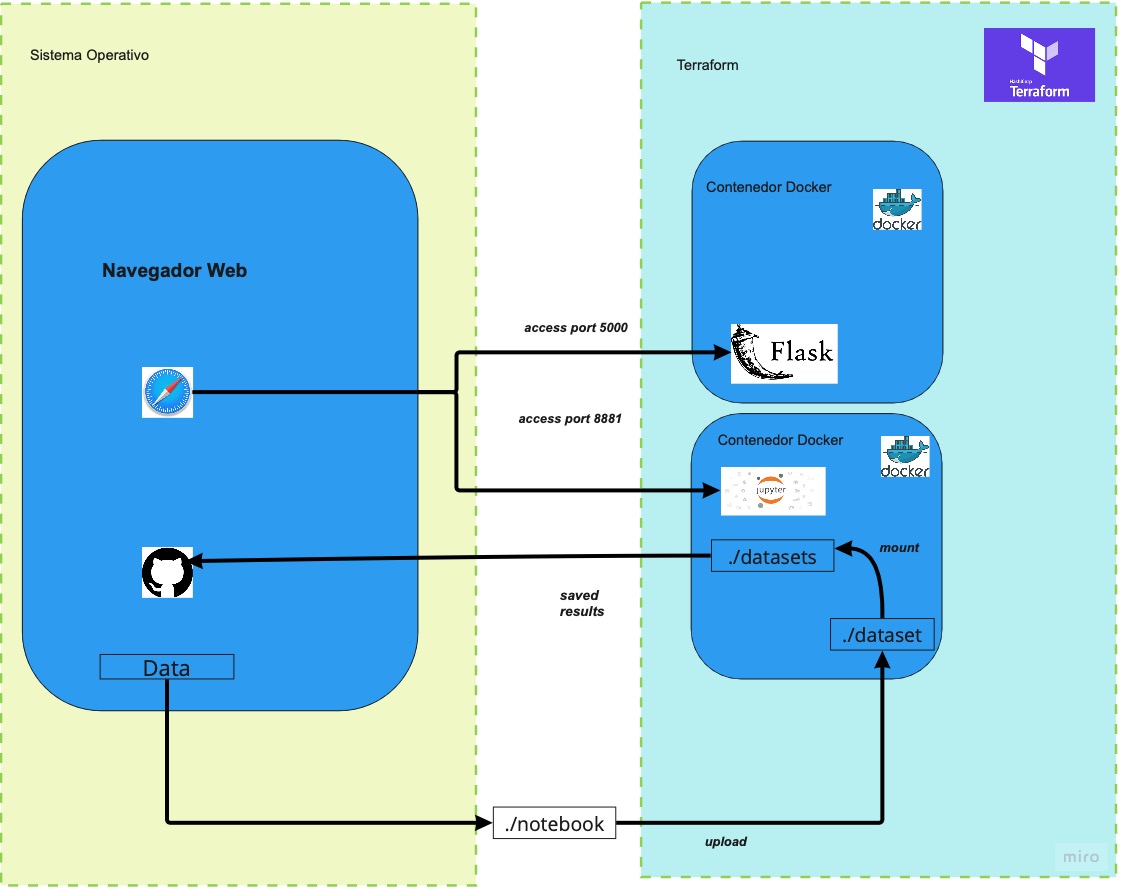 Sistema Operativo
Terraform
HashiCorp
Terraform
Contenedor Docker
docker
Navegador Web
access port 5000
Flask
access port 8881
Contenedor Docker
docker
jupyter
./datasets
mount
saved
results
./dataset
Data
./notebook
upload
miro